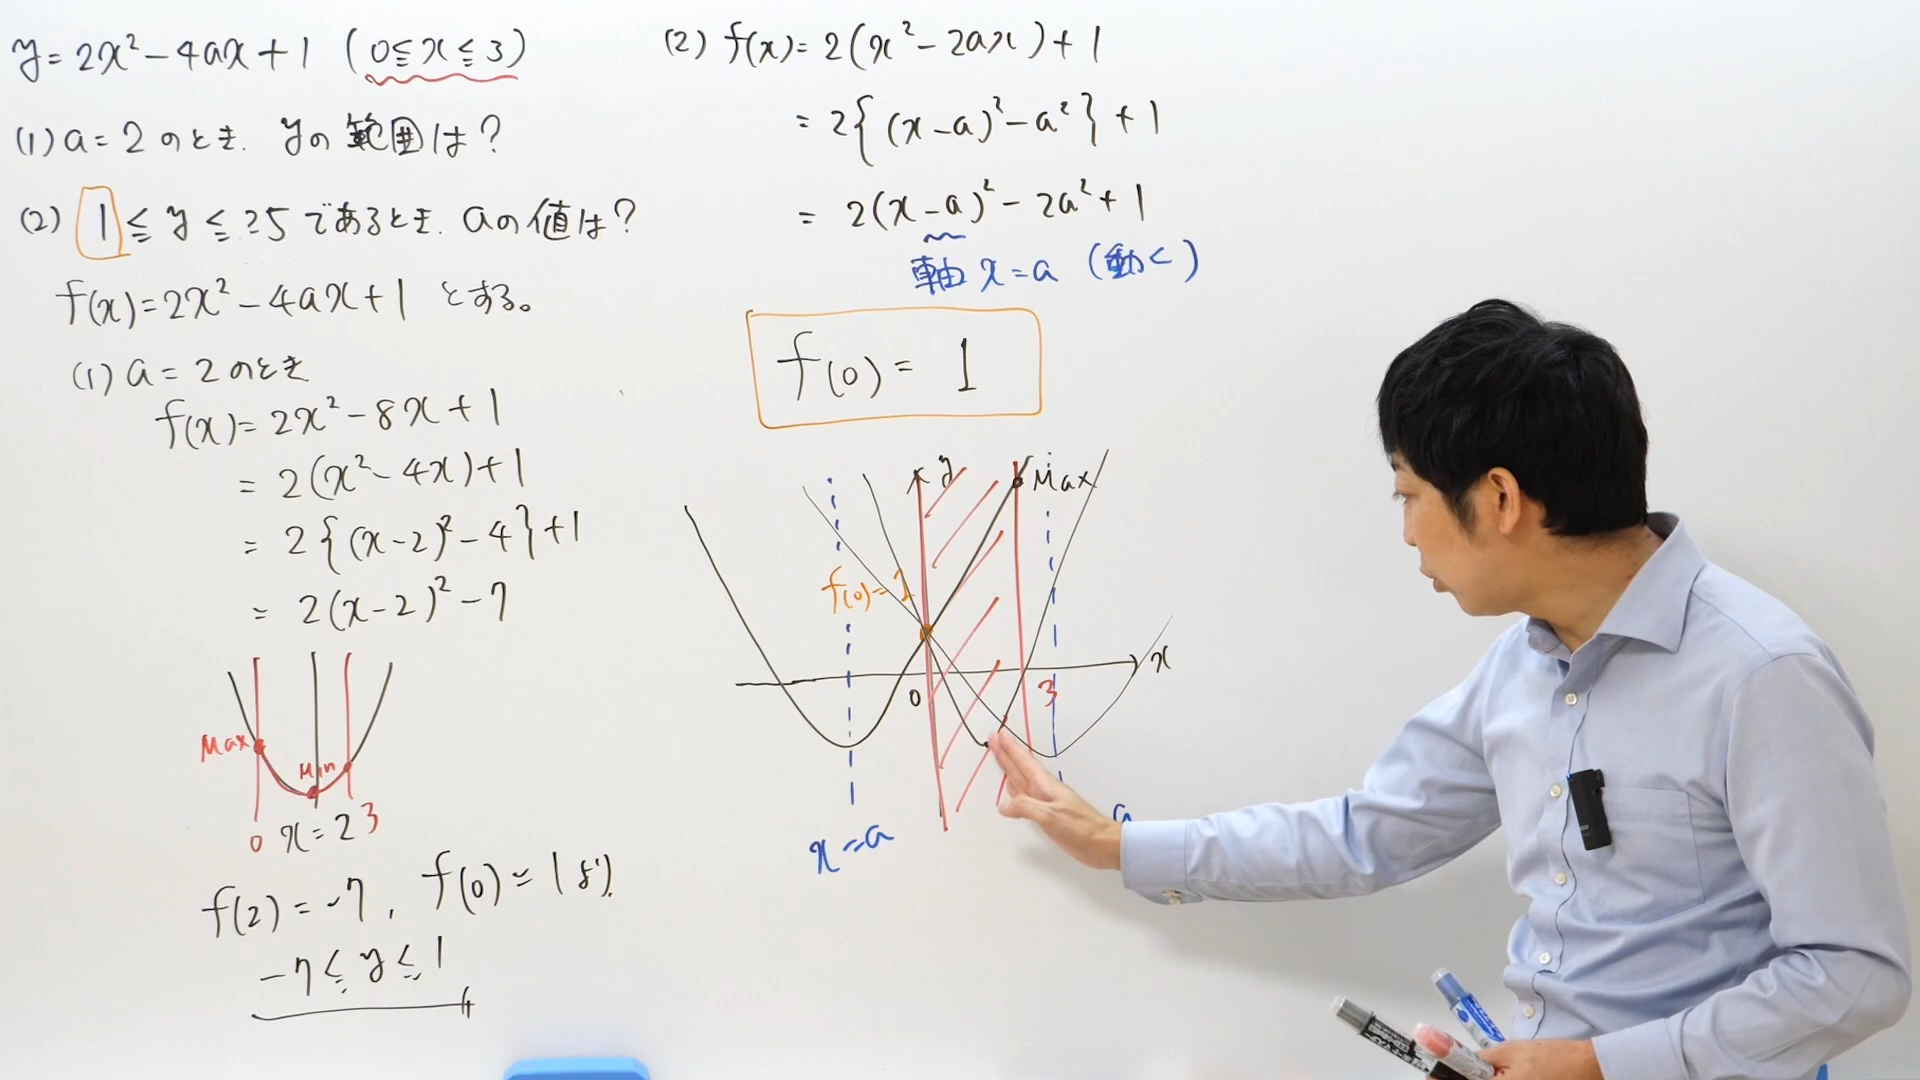 y=2x²−4ax+1 (0≦x≦3)
(1) a=2のとき. yの範囲は?
(2) 1≦y≦25であるとき. aの値は?
f(x)=2x²−4ax+1 とする。
(1) a=2のとき
f(x)=2x²−8x+1
=2(x²−4x)+1
=2{(x−2)²−4}+1
=2(x−2)²−7
Max
Min
0 x=2 3
f(2)=−7, f(0)=1より.
−7≦y≦1
(2) f(x)=2(x²−2ax)+1
=2{(x−a)²−a²}+1
=2(x−a)²−2a²+1
軸 x=a (動く)
f(0)=1
y
Max
f(0)=1
x
0
3
x=a
a